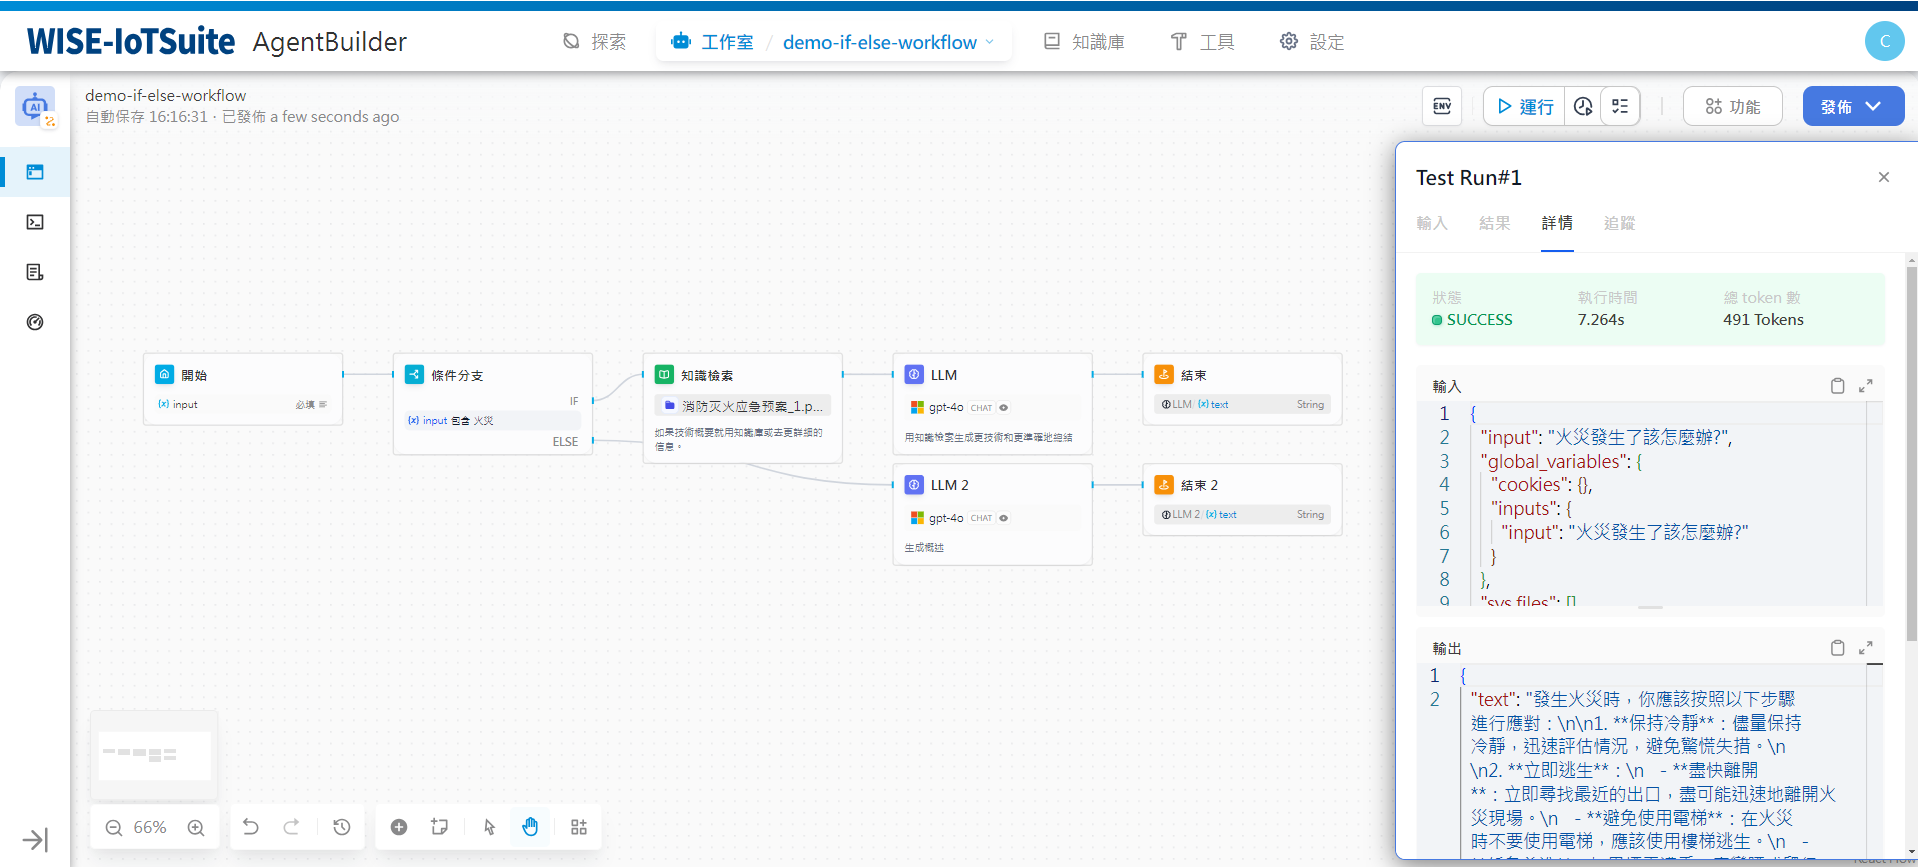 WISE-IoTSuite AgentBuilder
探索
工作室 / demo-if-else-workflow
知識庫
工具
設定
C
demo-if-else-workflow
自動保存 16:16:31 · 已發佈 a few seconds ago
ENV
運行
功能
發佈
開始
(x) input 必填
條件分支
IF
(x) input 包含 火災
ELSE
知識檢索
消防灭火应急预案_1.p...
如果技術概要就用知識庫或去更詳細的
信息。
LLM
gpt-4o CHAT
用知識檢室生成更技術和更準確地總結
結束
LLM / (x) text String
LLM 2
gpt-4o CHAT
生成概述
結束 2
LLM 2 / (x) text String
66%
Test Run#1
輸入 結果 詳情 追蹤
狀態 執行時間 總 token 數
SUCCESS 7.264s 491 Tokens
輸入
1 {
2 "input": "火災發生了該怎麼辦?",
3 "global_variables": {
4 "cookies": {},
5 "inputs": {
6 "input": "火災發生了該怎麼辦?"
7 }
8 },
9 "sys.files": []
輸出
1 {
2 "text": "發生火災時，你應該按照以下步驟
進行應對：\n\n1. **保持冷靜**：儘量保持
冷靜，迅速評估情況，避免驚慌失措。\n
\n2. **立即逃生**：\n - **盡快離開
**：立即尋找最近的出口，盡可能迅速地離開火
災現場。\n - **避免使用電梯**：在火災
時不要使用電梯，應該使用樓梯逃生。\n -